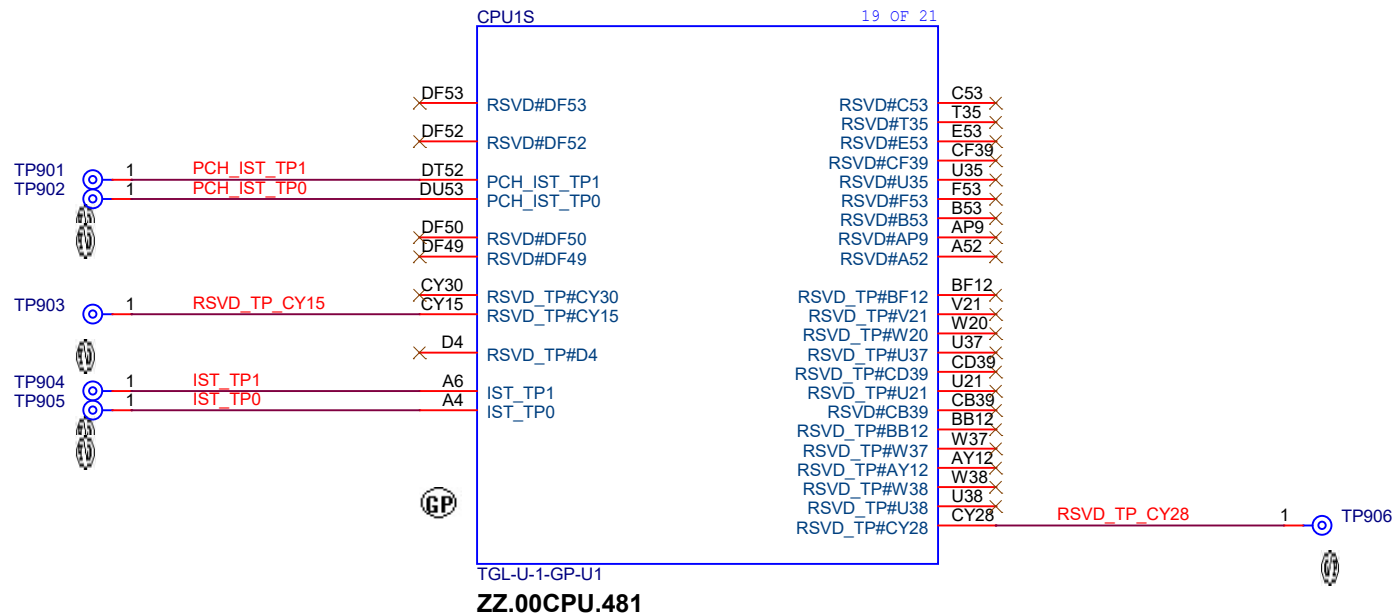 CPU1S 19 OF 21
DF53 RSVD#DF53 RSVD#C53 C53
RSVD#T35 T35
DF52 RSVD#DF52 RSVD#E53 E53
RSVD#CF39 CF39
TP901 1 PCH_IST_TP1 DT52 PCH_IST_TP1 RSVD#U35 U35
TP902 1 PCH_IST_TP0 DU53 PCH_IST_TP0 RSVD#F53 F53
RSVD#B53 B53
DF50 RSVD#DF50 RSVD#AP9 AP9
DF49 RSVD#DF49 RSVD#A52 A52
CY30 RSVD_TP#CY30 RSVD_TP#BF12 BF12
TP903 1 RSVD_TP_CY15 CY15 RSVD_TP#CY15 RSVD_TP#V21 V21
RSVD_TP#W20 W20
D4 RSVD_TP#D4 RSVD_TP#U37 U37
RSVD_TP#CD39 CD39
TP904 1 IST_TP1 A6 IST_TP1 RSVD_TP#U21 U21
TP905 1 IST_TP0 A4 IST_TP0 RSVD#CB39 CB39
RSVD_TP#BB12 BB12
RSVD_TP#W37 W37
RSVD_TP#AY12 AY12
RSVD_TP#W38 W38
GP RSVD_TP#U38 U38
RSVD_TP#CY28 CY28 RSVD_TP_CY28 1 TP906
TGL-U-1-GP-U1
ZZ.00CPU.481